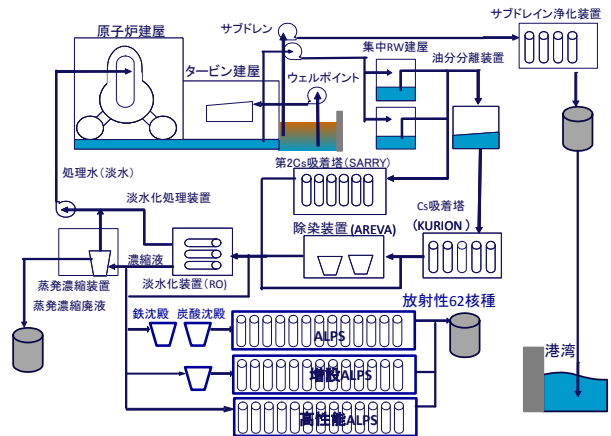 サブドレイン浄化装置
サブドレン
原子炉建屋
集中RW建屋
油分分離装置
タービン建屋
ウェルポイント
第2Cs吸着塔(SARRY)
処理水(淡水)
淡水化処理装置
Cs吸着塔
(KURION)
除染装置(AREVA)
濃縮液
蒸発濃縮装置
淡水化装置(RO)
蒸発濃縮廃液
放射性62核種
鉄沈殿
炭酸沈殿
ALPS
増設ALPS
高性能ALPS
港湾